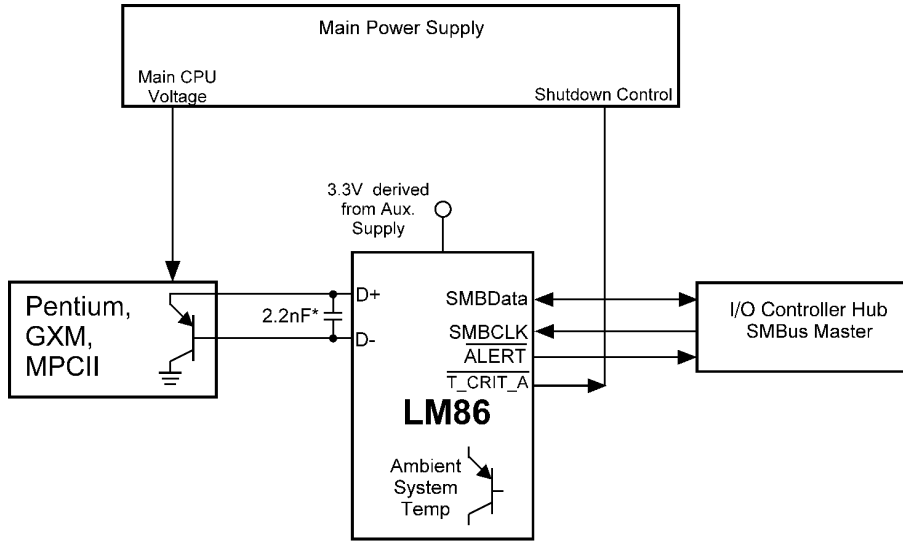 Main Power Supply
Main CPU
Voltage
Shutdown Control
3.3V derived
from Aux.
Supply
Pentium,
GXM,
MPCII
2.2nF*
D+
D-
SMBData
SMBCLK
ALERT
T_CRIT_A
LM86
Ambient
System
Temp
I/O Controller Hub
SMBus Master